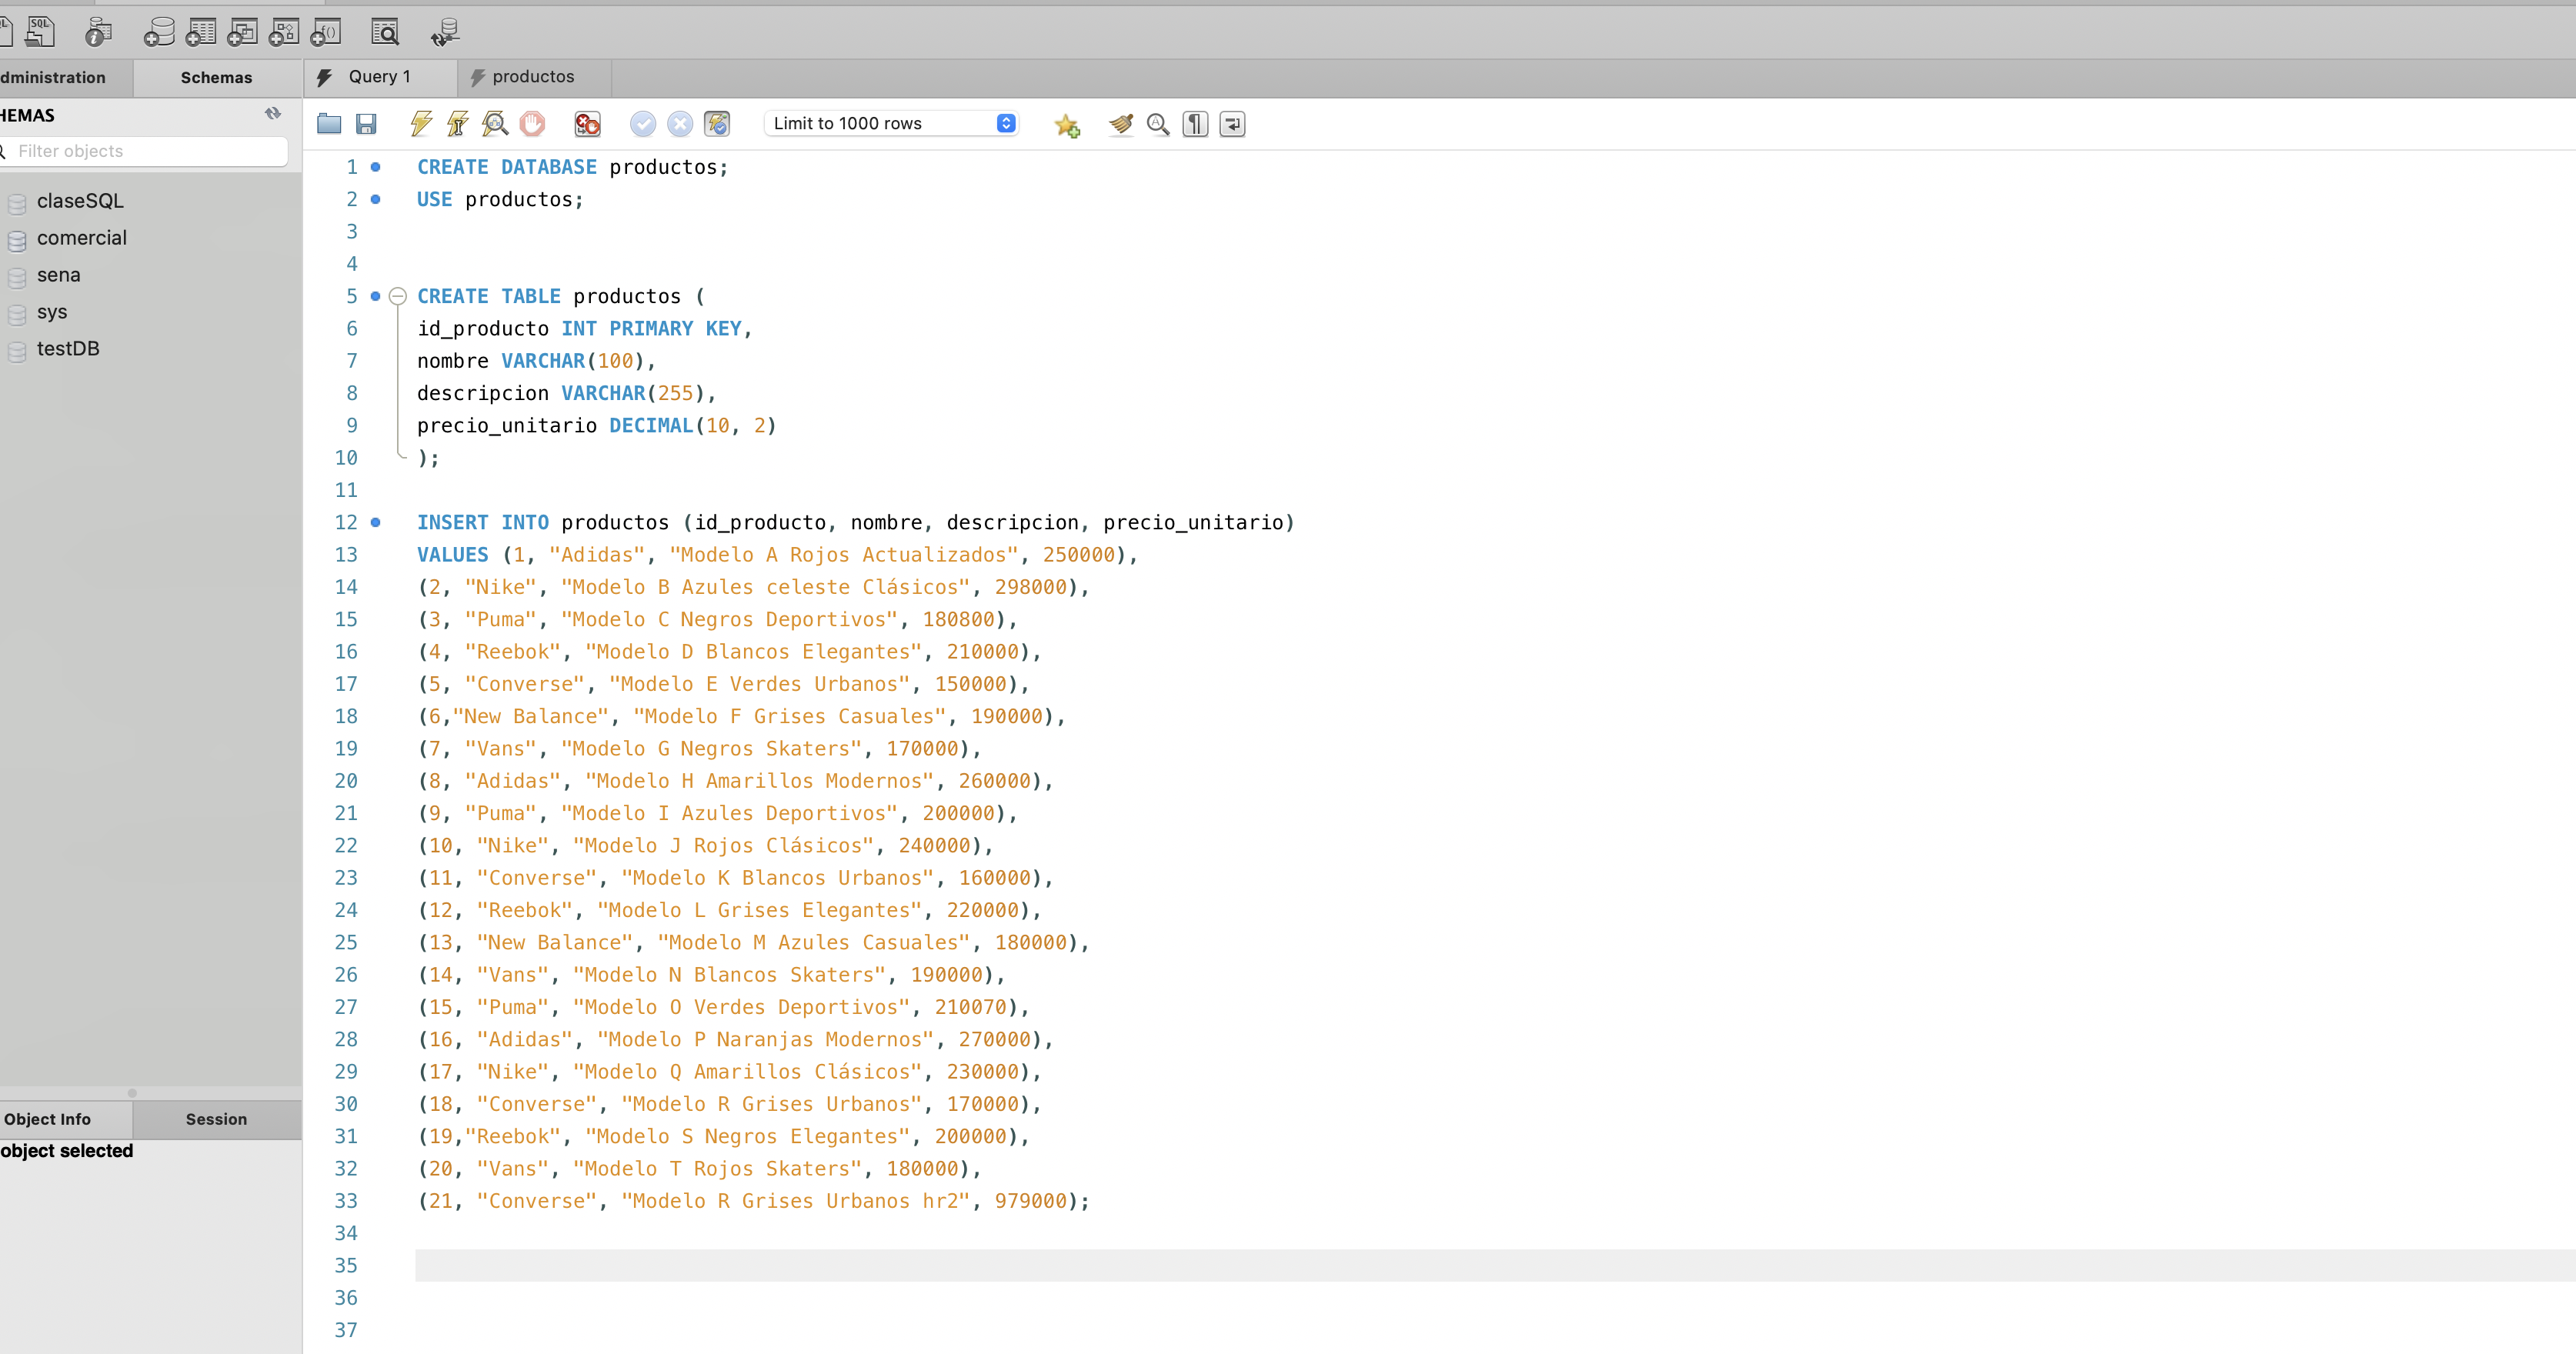 SQL
dministration
Schemas
Query 1
productos
HEMAS
Filter objects
Limit to 1000 rows
claseSQL
comercial
sena
sys
testDB
1 CREATE DATABASE productos;
2 USE productos;
3
4
5 CREATE TABLE productos (
6 id_producto INT PRIMARY KEY,
7 nombre VARCHAR(100),
8 descripcion VARCHAR(255),
9 precio_unitario DECIMAL(10, 2)
10 );
11
12 INSERT INTO productos (id_producto, nombre, descripcion, precio_unitario)
13 VALUES (1, "Adidas", "Modelo A Rojos Actualizados", 250000),
14 (2, "Nike", "Modelo B Azules celeste Clásicos", 298000),
15 (3, "Puma", "Modelo C Negros Deportivos", 180800),
16 (4, "Reebok", "Modelo D Blancos Elegantes", 210000),
17 (5, "Converse", "Modelo E Verdes Urbanos", 150000),
18 (6,"New Balance", "Modelo F Grises Casuales", 190000),
19 (7, "Vans", "Modelo G Negros Skaters", 170000),
20 (8, "Adidas", "Modelo H Amarillos Modernos", 260000),
21 (9, "Puma", "Modelo I Azules Deportivos", 200000),
22 (10, "Nike", "Modelo J Rojos Clásicos", 240000),
23 (11, "Converse", "Modelo K Blancos Urbanos", 160000),
24 (12, "Reebok", "Modelo L Grises Elegantes", 220000),
25 (13, "New Balance", "Modelo M Azules Casuales", 180000),
26 (14, "Vans", "Modelo N Blancos Skaters", 190000),
27 (15, "Puma", "Modelo O Verdes Deportivos", 210070),
28 (16, "Adidas", "Modelo P Naranjas Modernos", 270000),
29 (17, "Nike", "Modelo Q Amarillos Clásicos", 230000),
30 (18, "Converse", "Modelo R Grises Urbanos", 170000),
31 (19,"Reebok", "Modelo S Negros Elegantes", 200000),
32 (20, "Vans", "Modelo T Rojos Skaters", 180000),
33 (21, "Converse", "Modelo R Grises Urbanos hr2", 979000);
34
35
36
37
Object Info
Session
object selected